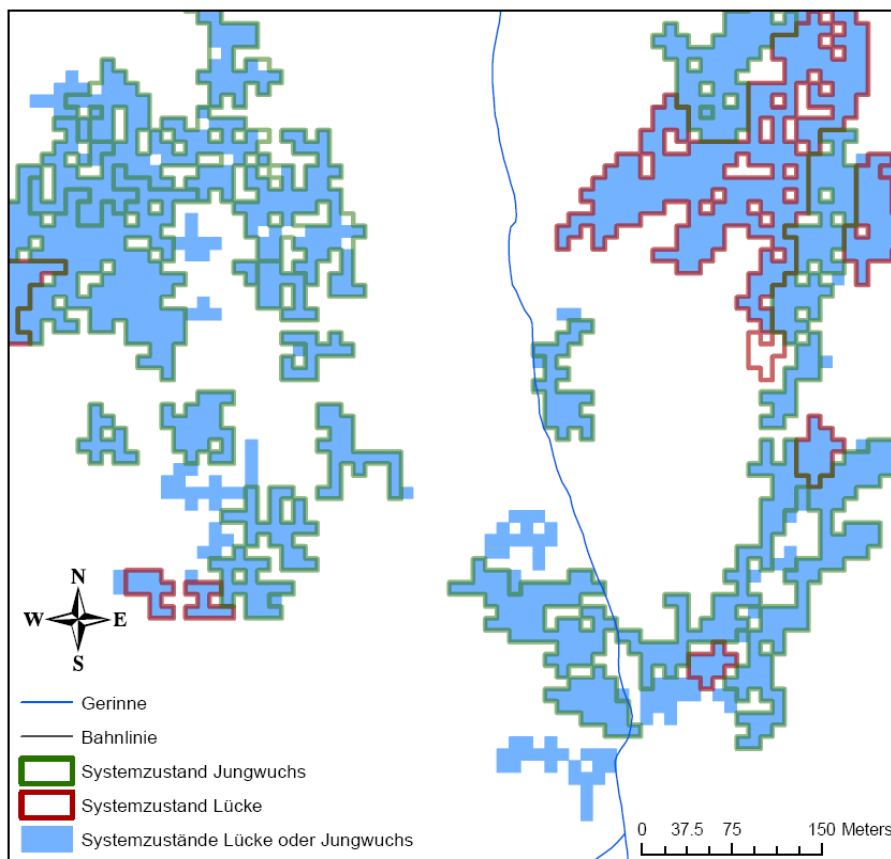 N
W E
S
Gerinne
Bahnlinie
Systemzustand Jungwuchs
Systemzustand Lücke
Systemzustände Lücke oder Jungwuchs
0 37.5 75 150 Meters